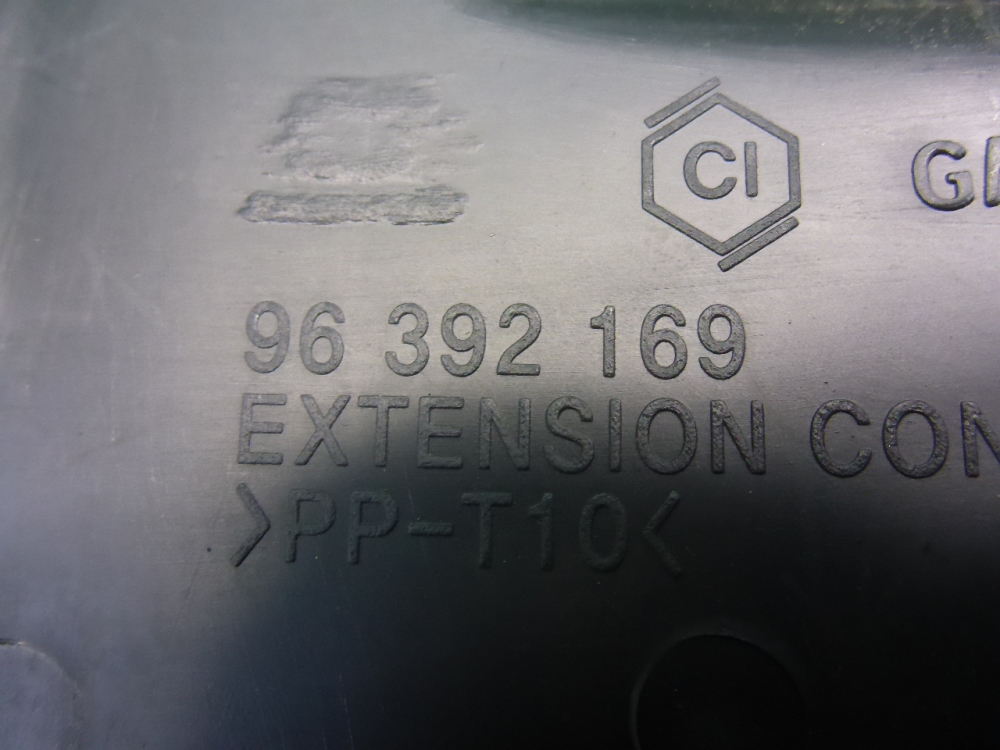 CI
96 392 169
EXTENSION CON
>PP-T10<